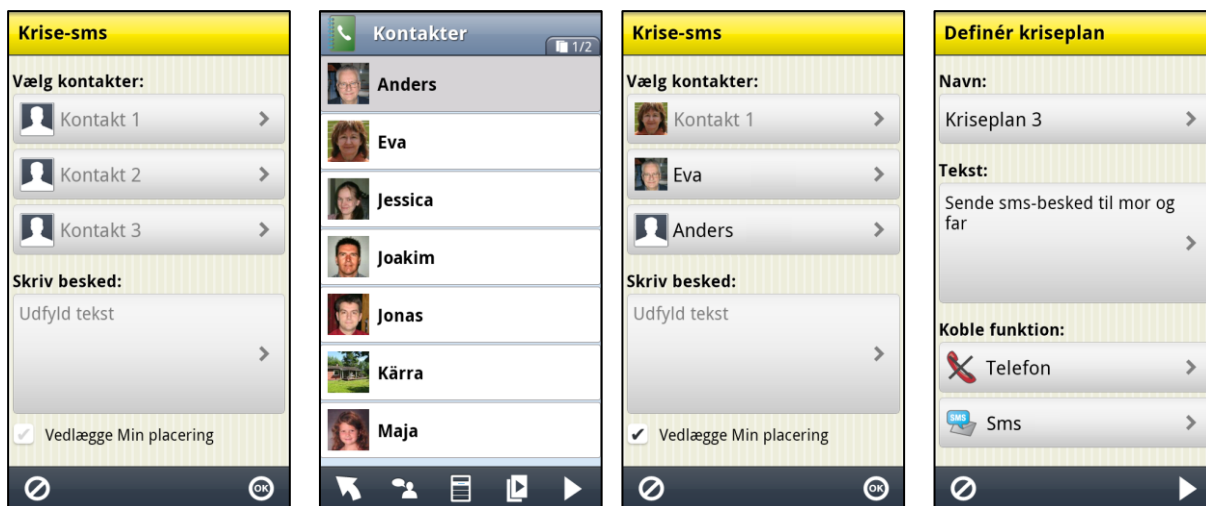 Krise-sms
Vælg kontakter:
Kontakt 1
Kontakt 2
Kontakt 3
Skriv besked:
Udfyld tekst
Vedlægge Min placering
OK
Kontakter
1/2
Anders
Eva
Jessica
Joakim
Jonas
Kärra
Maja
Krise-sms
Vælg kontakter:
Kontakt 1
Eva
Anders
Skriv besked:
Udfyld tekst
Vedlægge Min placering
OK
Definér kriseplan
Navn:
Kriseplan 3
Tekst:
Sende sms-besked til mor og
far
Koble funktion:
Telefon
SMS
Sms